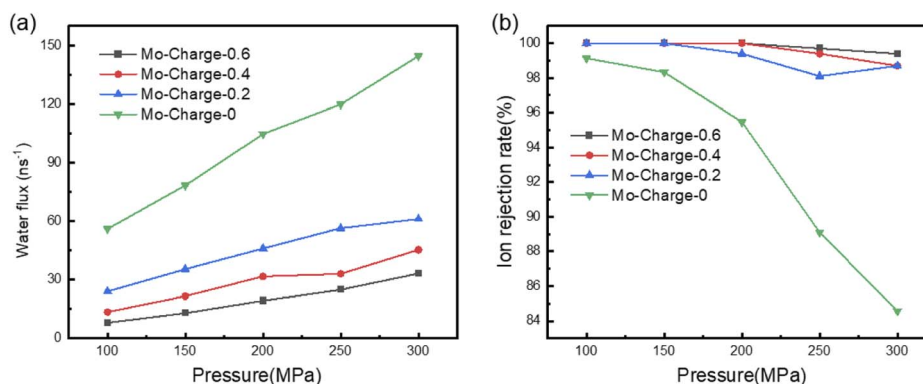 (a)
150
120
90
60
30
0
Water flux (ns⁻¹)
Mo-Charge-0.6
Mo-Charge-0.4
Mo-Charge-0.2
Mo-Charge-0
100 150 200 250 300
Pressure(MPa)
(b)
100
98
96
94
92
90
88
86
84
Ion rejection rate(%)
Mo-Charge-0.6
Mo-Charge-0.4
Mo-Charge-0.2
Mo-Charge-0
100 150 200 250 300
Pressure(MPa)